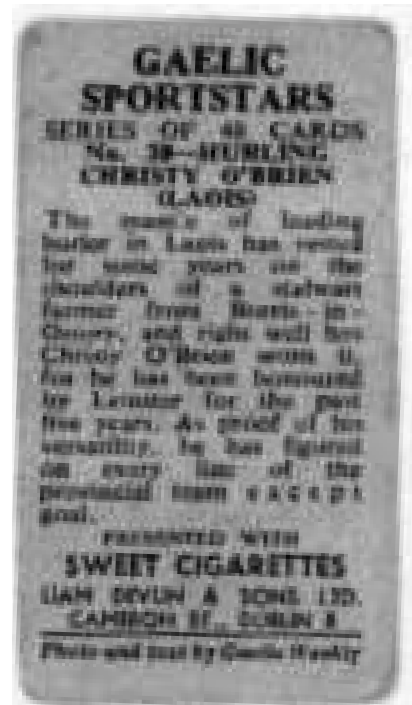 GAELIC
SPORTSTARS
SERIES OF 40 CARDS
HURLING
CHRISTY O'BRIEN
(LAOIS)
The mantle of leading
hurler in Laois has rested
for some years on the
shoulders of a stalwart
farmer from Borris-in-
Ossory, and right well has
Christy O'Brien worn it,
for he has been honoured
by Leinster for the past
five years. As proof of his
versatility, he has figured
on every line of the
provincial team except
goal.
PRESENTED WITH
SWEET CIGARETTES
LIAM DEVLIN & SONS LTD.
ST., DUBLIN 8
Photo and text by Gaelic Weekly